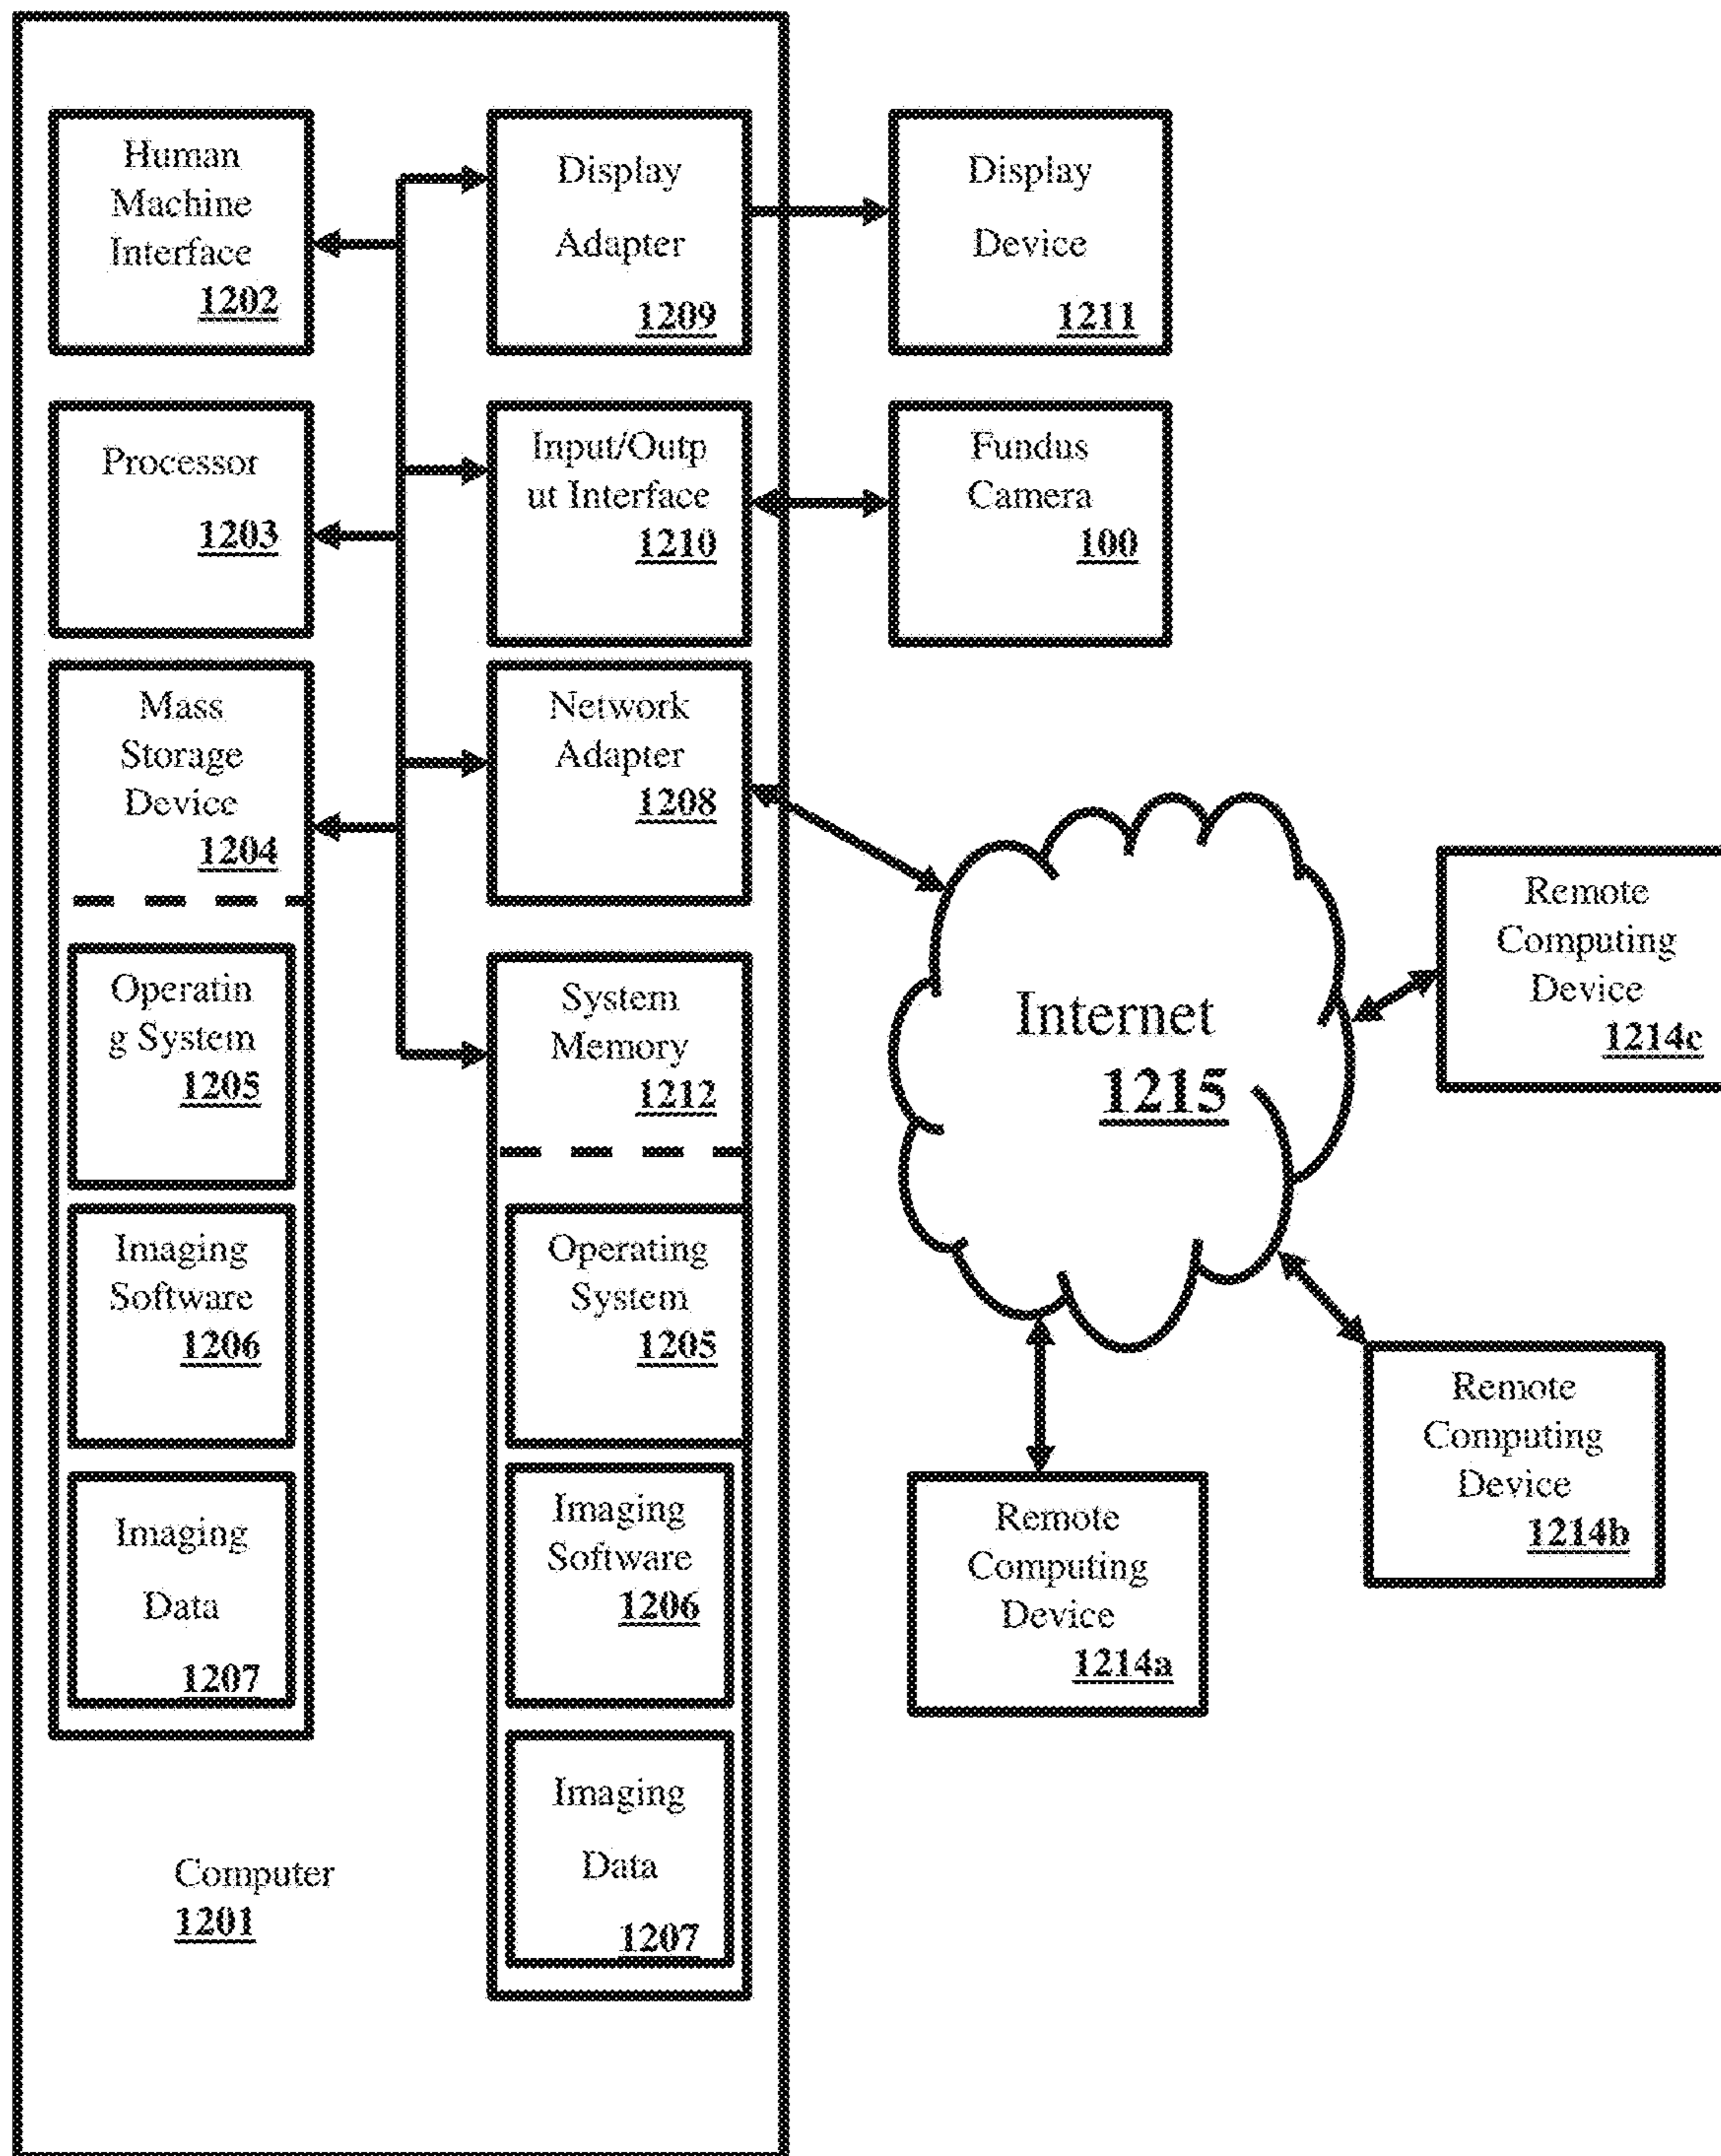 Human
Machine
Interface
1202
Display
Adapter
1209
Display
Device
1211
Processor
1203
Input/Outp
ut Interface
1210
Fundus
Camera
100
Mass
Storage
Device
1204
Network
Adapter
1208
Operatin
g System
1205
System
Memory
1212
Internet
1215
Remote
Computing
Device
1214c
Imaging
Software
1206
Operating
System
1205
Remote
Computing
Device
1214b
Imaging
Data
1207
Imaging
Software
1206
Remote
Computing
Device
1214a
Imaging
Data
1207
Computer
1201